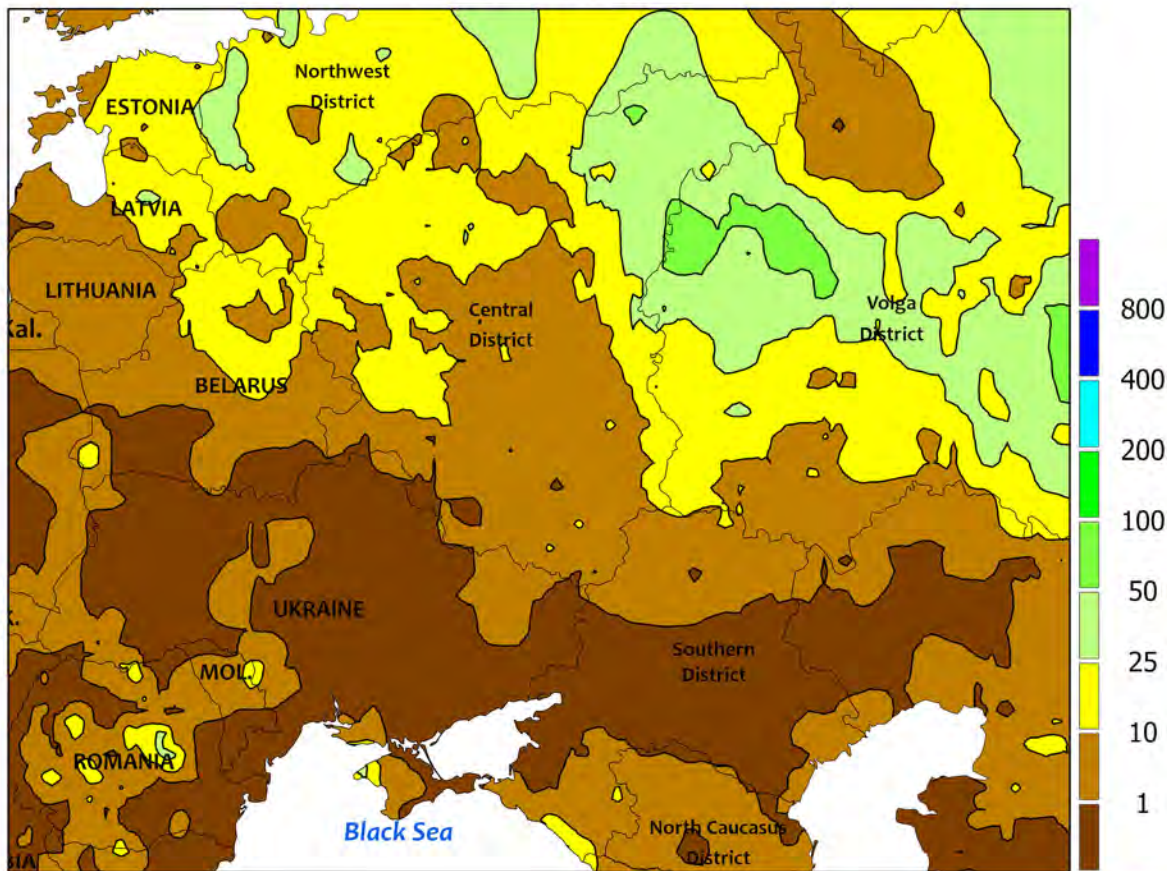 Northwest
District
ESTONIA
LATVIA
LITHUANIA
Kal.
Central
District
Volga
District
BELARUS
UKRAINE
MOL.
Southern
District
ROMANIA
Black Sea
North Caucasus
District
800
400
200
100
50
25
10
1